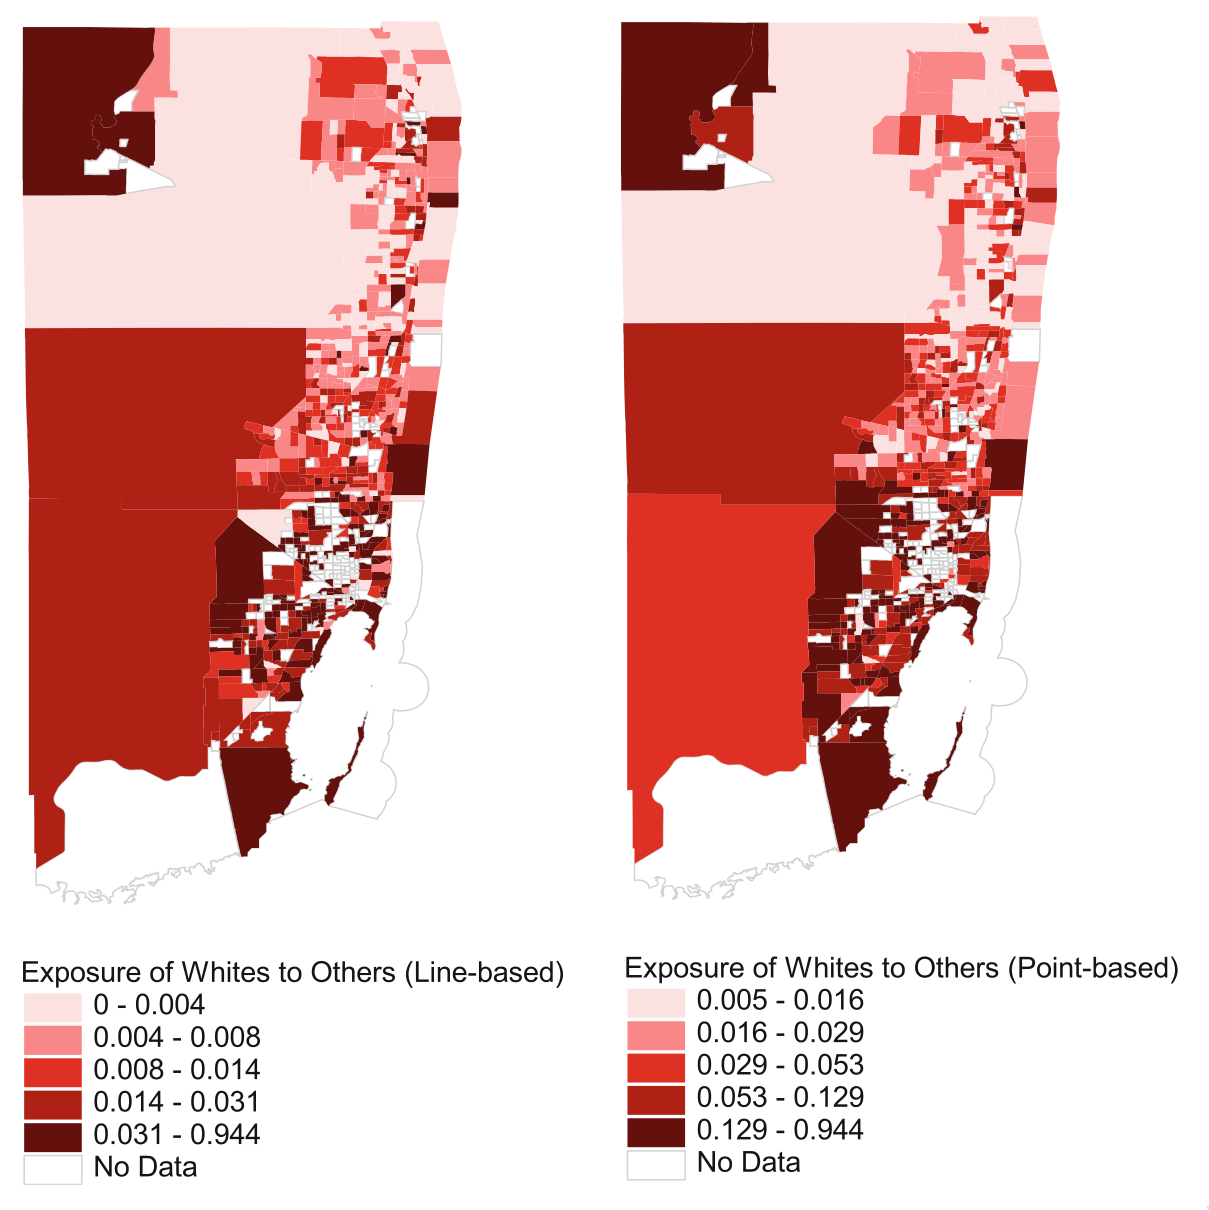 Exposure of Whites to Others (Line-based)
0 - 0.004
0.004 - 0.008
0.008 - 0.014
0.014 - 0.031
0.031 - 0.944
No Data
Exposure of Whites to Others (Point-based)
0.005 - 0.016
0.016 - 0.029
0.029 - 0.053
0.053 - 0.129
0.129 - 0.944
No Data